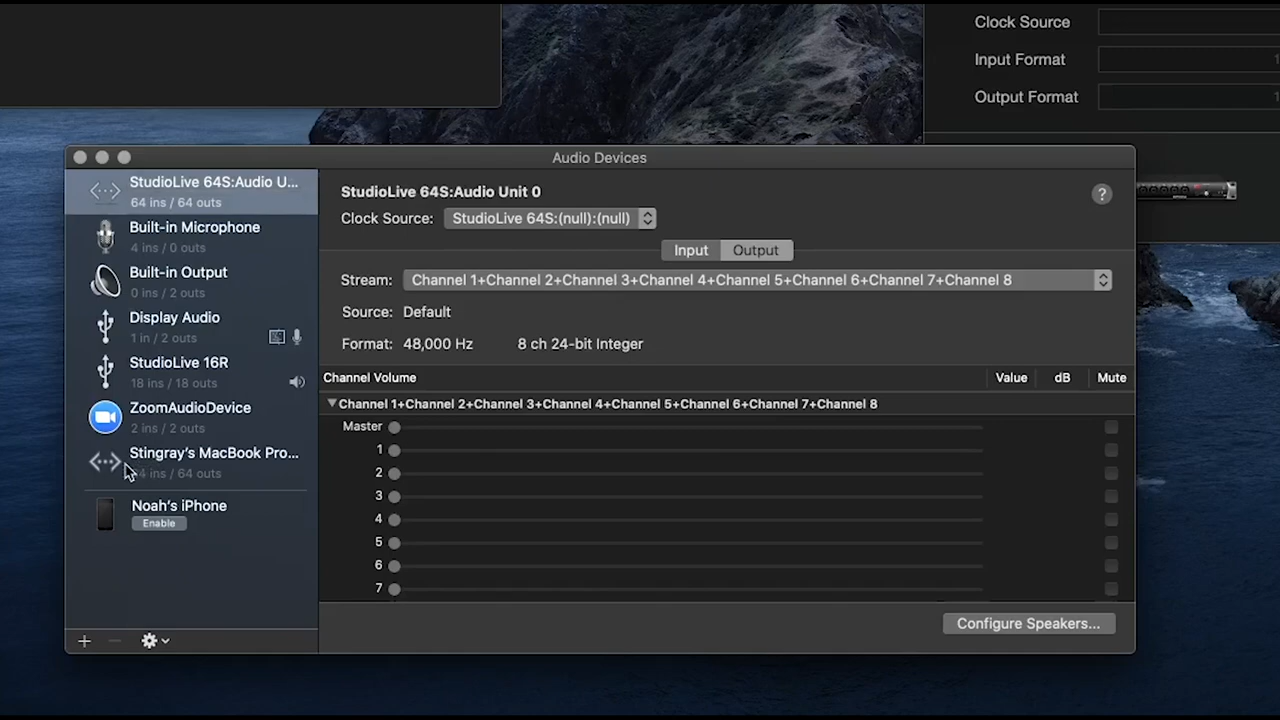 Clock Source
Input Format
Output Format
Audio Devices
StudioLive 64S:Audio U...
64 ins / 64 outs
Built-in Microphone
4 ins / 0 outs
Built-in Output
0 ins / 2 outs
Display Audio
1 in / 2 outs
StudioLive 16R
18 ins / 18 outs
ZoomAudioDevice
2 ins / 2 outs
Stingray's MacBook Pro...
ins / 64 outs
Noah's iPhone
Enable
StudioLive 64S:Audio Unit 0
?
Clock Source: StudioLive 64S:(null):(null)
Input Output
Stream: Channel 1+Channel 2+Channel 3+Channel 4+Channel 5+Channel 6+Channel 7+Channel 8
Source: Default
Format: 48,000 Hz 8 ch 24-bit Integer
Channel Volume Value dB Mute
Channel 1+Channel 2+Channel 3+Channel 4+Channel 5+Channel 6+Channel 7+Channel 8
Master
1
2
3
4
5
6
7
Configure Speakers...